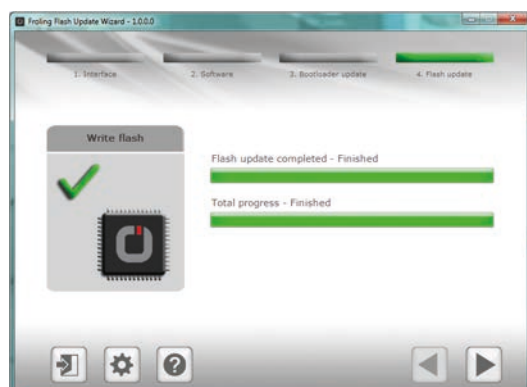 Froling Flash Update Wizard - 1.0.0.0
1. Interface
2. Software
3. Bootloader update
4. Flash update
Write flash
Flash update completed - Finished
Total progress - Finished